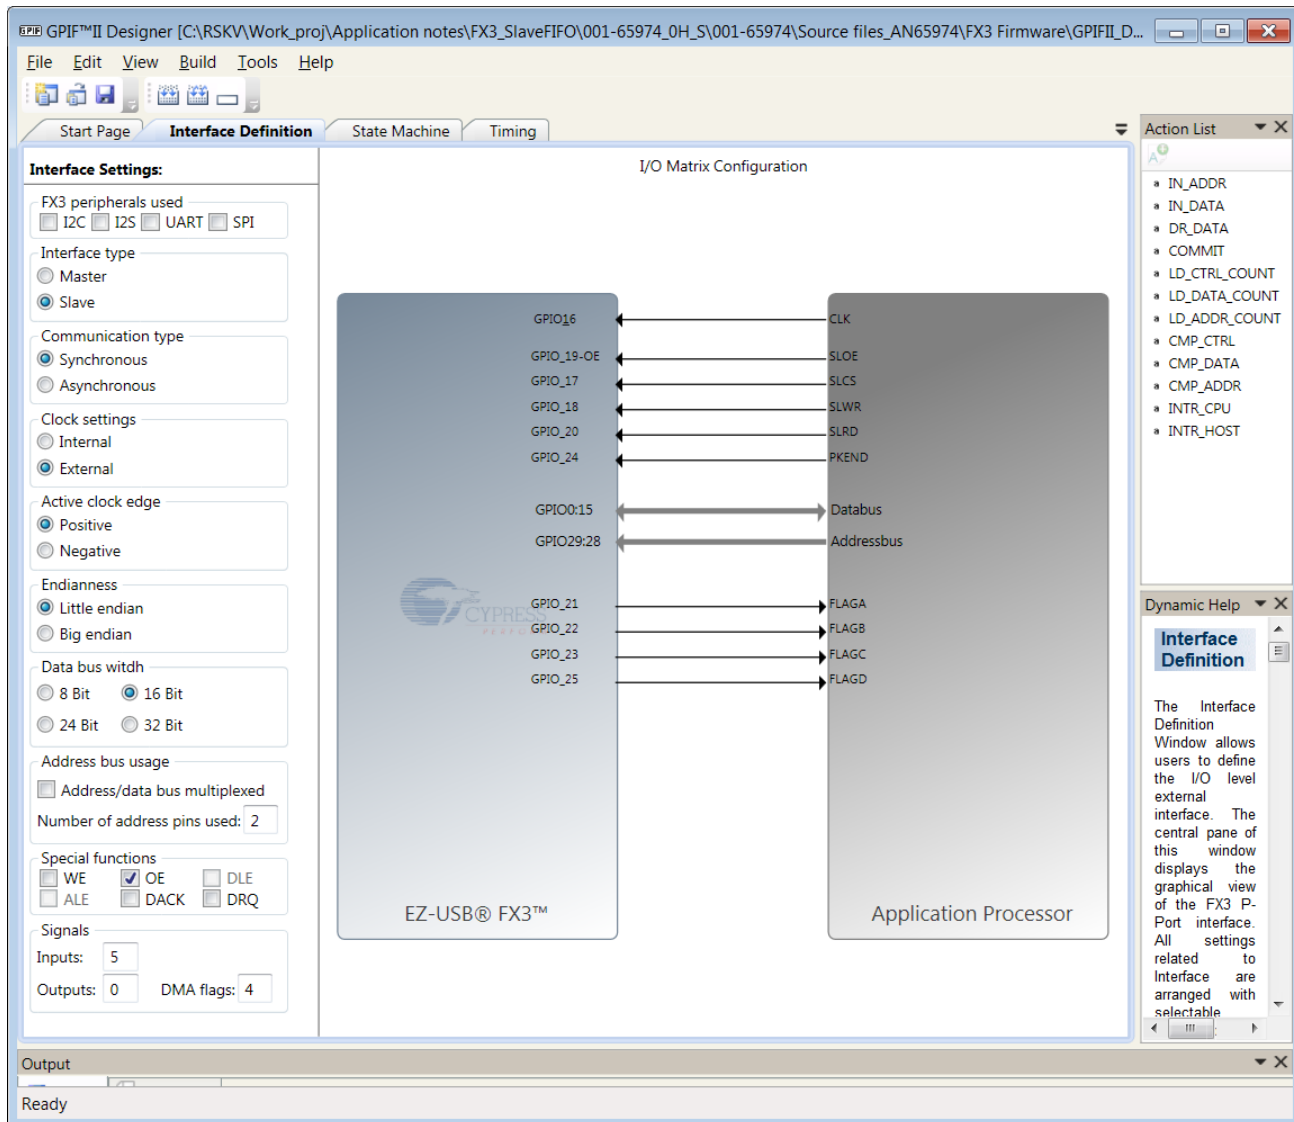 GPIF GPIF™II Designer [C:\RSKV\Work_proj\Application notes\FX3_SlaveFIFO\001-65974_0H_S\001-65974\Source files_AN65974\FX3 Firmware\GPIFII_D...
File Edit View Build Tools Help
Start Page Interface Definition State Machine Timing
Interface Settings:
FX3 peripherals used
I2C I2S UART SPI
Interface type
Master
Slave
Communication type
Synchronous
Asynchronous
Clock settings
Internal
External
Active clock edge
Positive
Negative
Endianness
Little endian
Big endian
Data bus witdh
8 Bit 16 Bit
24 Bit 32 Bit
Address bus usage
Address/data bus multiplexed
Number of address pins used: 2
Special functions
WE OE DLE
ALE DACK DRQ
Signals
Inputs: 5
Outputs: 0 DMA flags: 4
I/O Matrix Configuration
GPIO16 CLK
GPIO_19-OE SLOE
GPIO_17 SLCS
GPIO_18 SLWR
GPIO_20 SLRD
GPIO_24 PKEND
GPIO0:15 Databus
GPIO29:28 Addressbus
CYPRESS
GPIO_21 FLAGA
GPIO_22 FLAGB
GPIO_23 FLAGC
GPIO_25 FLAGD
EZ-USB® FX3™
Application Processor
Action List
IN_ADDR
IN_DATA
DR_DATA
COMMIT
LD_CTRL_COUNT
LD_DATA_COUNT
LD_ADDR_COUNT
CMP_CTRL
CMP_DATA
CMP_ADDR
INTR_CPU
INTR_HOST
Dynamic Help
Interface
Definition
The Interface
Definition
Window allows
users to define
the I/O level
external
interface. The
central pane of
this window
displays the
graphical view
of the FX3 P-
Port interface.
All settings
related to
Interface are
arranged with
selectable
Output
Ready